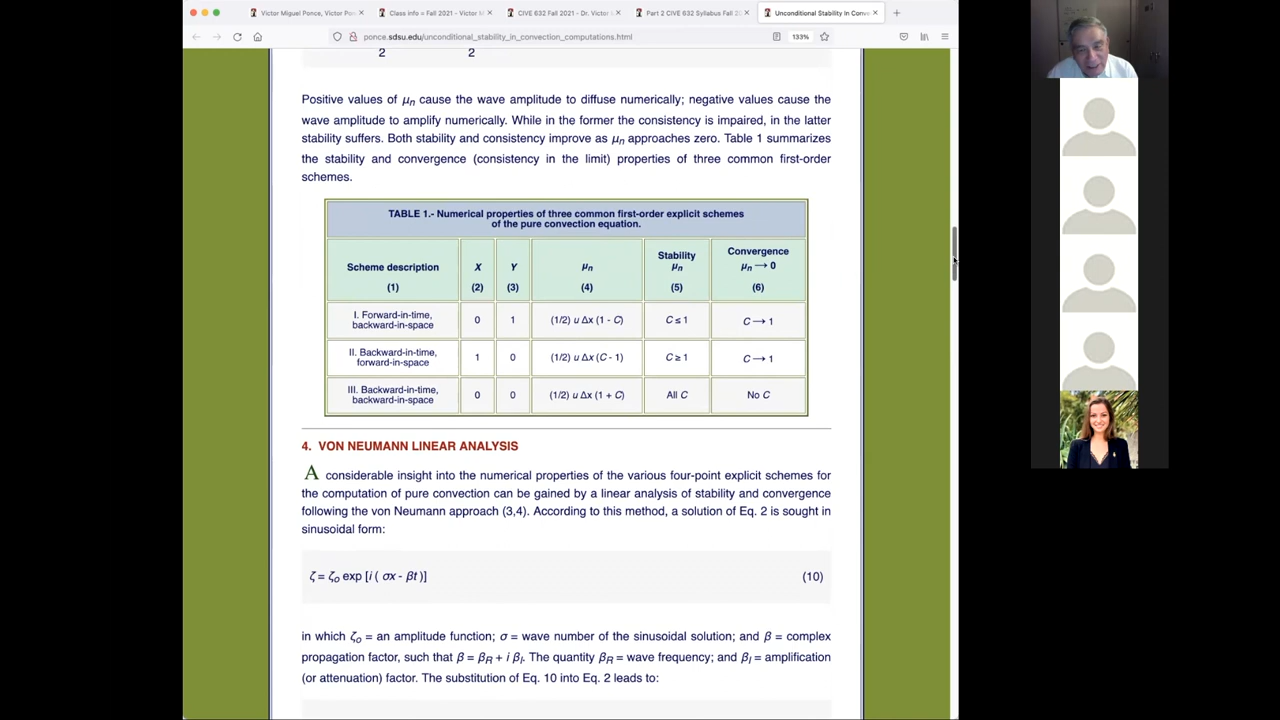 Victor Miguel Ponce, Victor Pon
Class info = Fall 2021 - Victor M
CIVE 632 Fall 2021 - Dr. Victor
Part 2 CIVE 632 Syllabus Fall 2
Unconditional Stability In Conv
ponce.sdsu.edu/unconditional_stability_in_convection_computations.html
133%
2 2
Positive values of μn cause the wave amplitude to diffuse numerically; negative values cause the
wave amplitude to amplify numerically. While in the former the consistency is impaired, in the latter
stability suffers. Both stability and consistency improve as μn approaches zero. Table 1 summarizes
the stability and convergence (consistency in the limit) properties of three common first-order
schemes.
TABLE 1.- Numerical properties of three common first-order explicit schemes
of the pure convection equation.
Scheme description
(1)
X
(2)
Y
(3)
μn
(4)
Stability
μn
(5)
Convergence
μn → 0
(6)
I. Forward-in-time,
backward-in-space
0
1
(1/2) u Δx (1 - C)
C ≤ 1
C → 1
II. Backward-in-time,
forward-in-space
1
0
(1/2) u Δx (C - 1)
C ≥ 1
C → 1
III. Backward-in-time,
backward-in-space
0
0
(1/2) u Δx (1 + C)
All C
No C
4. VON NEUMANN LINEAR ANALYSIS
A considerable insight into the numerical properties of the various four-point explicit schemes for
the computation of pure convection can be gained by a linear analysis of stability and convergence
following the von Neumann approach (3,4). According to this method, a solution of Eq. 2 is sought in
sinusoidal form:
ζ = ζo exp [i ( σx - βt )] (10)
in which ζo = an amplitude function; σ = wave number of the sinusoidal solution; and β = complex
propagation factor, such that β = βR + i βI. The quantity βR = wave frequency; and βI = amplification
(or attenuation) factor. The substitution of Eq. 10 into Eq. 2 leads to: